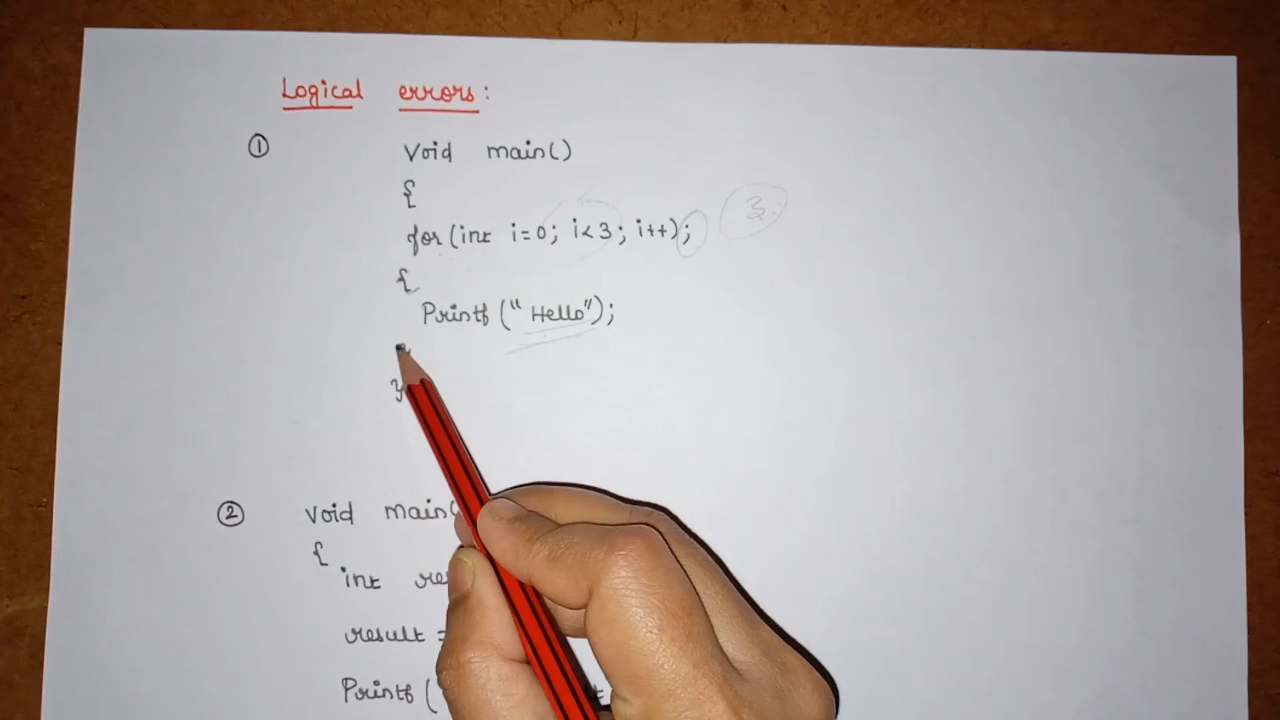 Logical errors:
① Void main()
{
for(int i=0; i<3; i++);
3
{
Printf ("Hello");
}
② Void main(
{
int
result =
Printf (